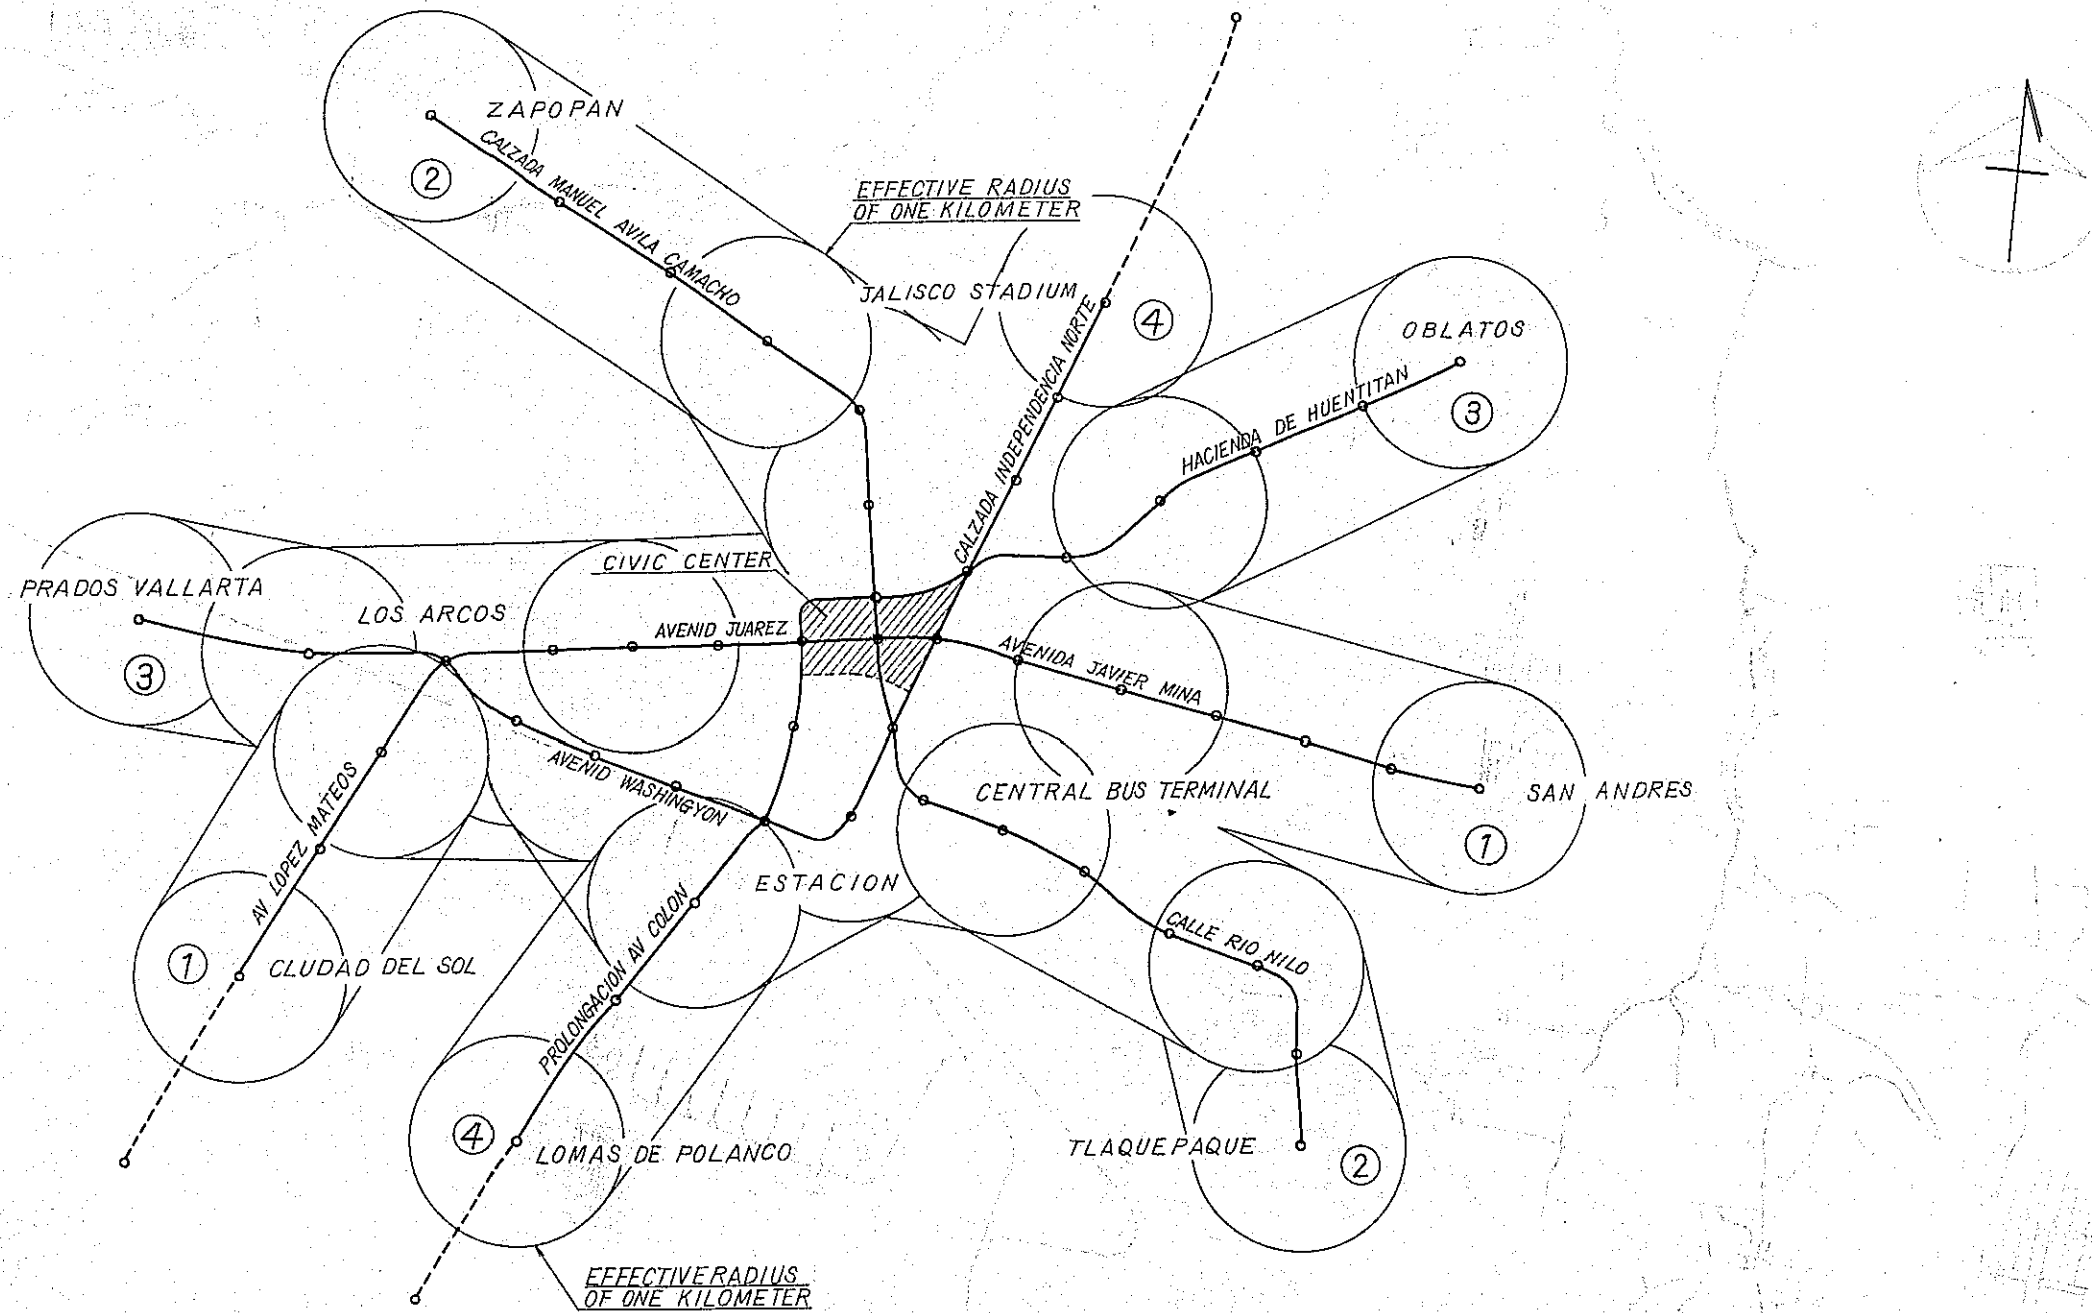 ZAPOPAN
CALZADA MANUEL AVILA CAMACHO
②
EFFECTIVE RADIUS
OF ONE KILOMETER
JALISCO STADIUM
④
CALZADA INDEPENDENCIA NORTE
OBLATOS
③
HACIENDA DE HUENTITAN
CIVIC CENTER
PRADOS VALLARTA
LOS ARCOS
③
AVENID JUAREZ
AVENIDA JAVIER MINA
AVENID WASHINGYON
AV LOPEZ MATEOS
CENTRAL BUS TERMINAL
SAN ANDRES
①
ESTACION
PROLONGACION AV COLON
CALLE RIO NILO
①
CLUDAD DEL SOL
④
LOMAS DE POLANCO
TLAQUEPAQUE
②
EFFECTIVE RADIUS
OF ONE KILOMETER